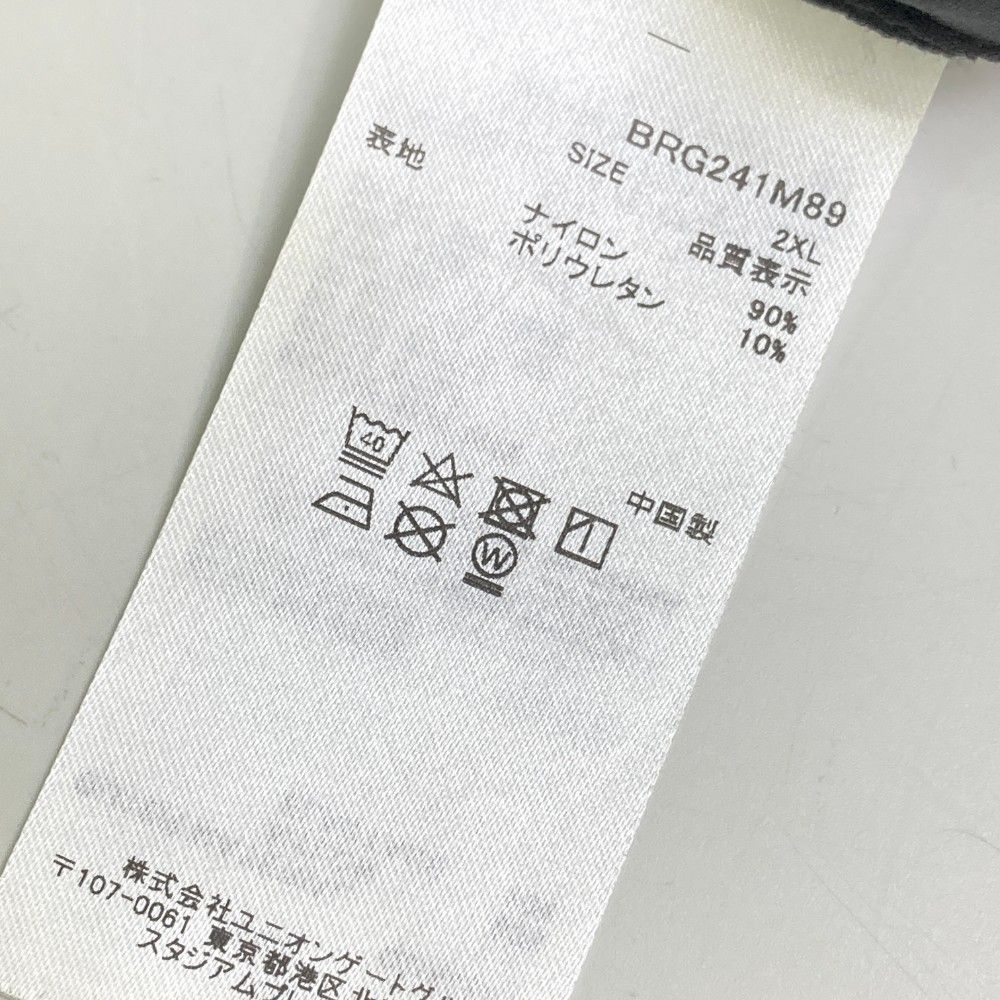 BRG241M89
SIZE 2XL
品質表示
表地 ナイロン 90%
ポリウレタン 10%
40
W
中国製
株式会社ユニオンゲートグル
〒107-0061 東京都港区北
スタジアムプレ